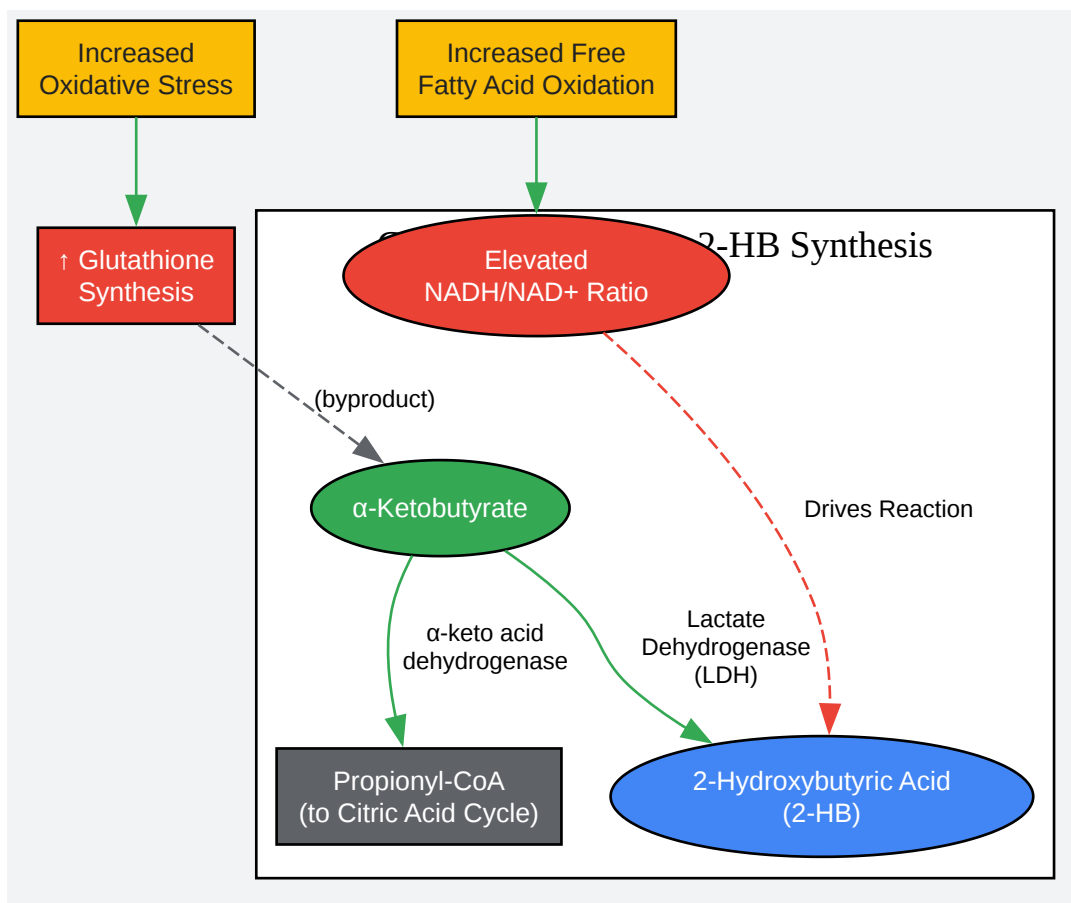 Increased
Oxidative Stress
Increased Free
Fatty Acid Oxidation
2-HB Synthesis
↑ Glutathione
Synthesis
Elevated
NADH/NAD+ Ratio
(byproduct)
α-Ketobutyrate
Drives Reaction
α-keto acid
dehydrogenase
Lactate
Dehydrogenase
(LDH)
Propionyl-CoA
(to Citric Acid Cycle)
2-Hydroxybutyric Acid
(2-HB)